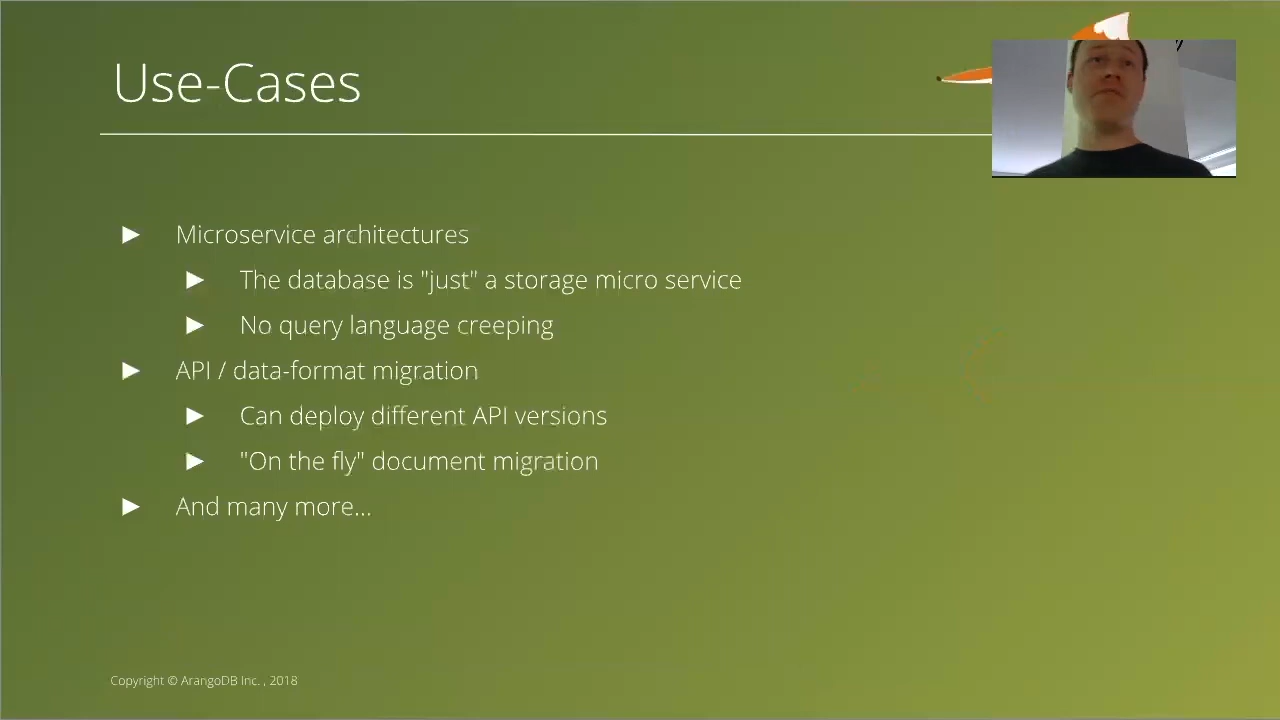 Use-Cases
Microservice architectures
The database is "just" a storage micro service
No query language creeping
API / data-format migration
Can deploy different API versions
"On the fly" document migration
And many more...
Copyright © ArangoDB Inc. , 2018